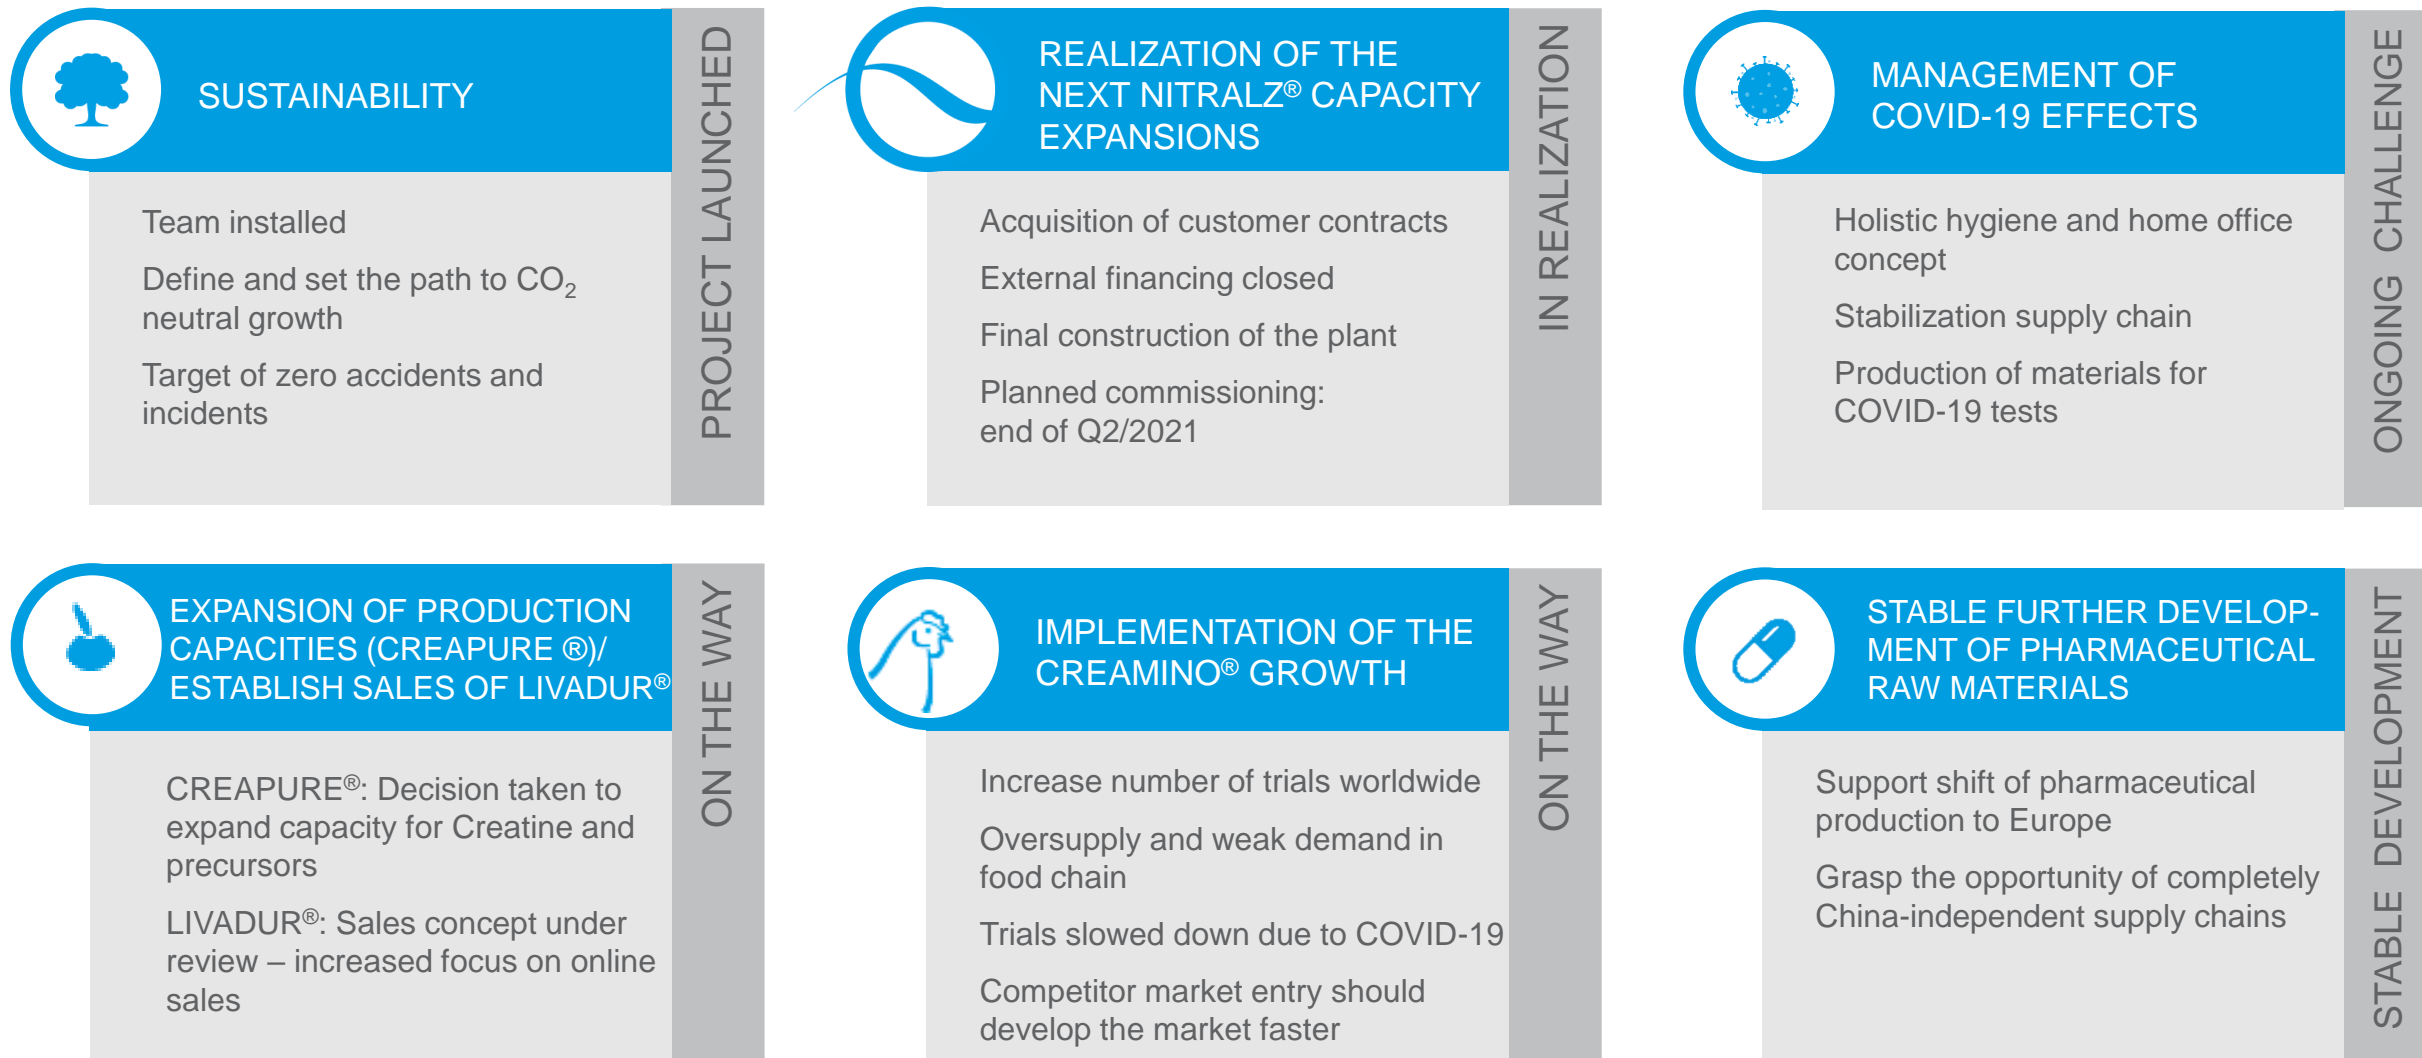 SUSTAINABILITY
PROJECT LAUNCHED
Team installed
Define and set the path to CO₂
neutral growth
Target of zero accidents and
incidents
REALIZATION OF THE
NEXT NITRALZ® CAPACITY
EXPANSIONS
IN REALIZATION
Acquisition of customer contracts
External financing closed
Final construction of the plant
Planned commissioning:
end of Q2/2021
MANAGEMENT OF
COVID-19 EFFECTS
ONGOING CHALLENGE
Holistic hygiene and home office
concept
Stabilization supply chain
Production of materials for
COVID-19 tests
EXPANSION OF PRODUCTION
CAPACITIES (CREAPURE ®)/
ESTABLISH SALES OF LIVADUR®
ON THE WAY
CREAPURE®: Decision taken to
expand capacity for Creatine and
precursors
LIVADUR®: Sales concept under
review – increased focus on online
sales
IMPLEMENTATION OF THE
CREAMINO® GROWTH
ON THE WAY
Increase number of trials worldwide
Oversupply and weak demand in
food chain
Trials slowed down due to COVID-19
Competitor market entry should
develop the market faster
STABLE FURTHER DEVELOP-
MENT OF PHARMACEUTICAL
RAW MATERIALS
STABLE DEVELOPMENT
Support shift of pharmaceutical
production to Europe
Grasp the opportunity of completely
China-independent supply chains